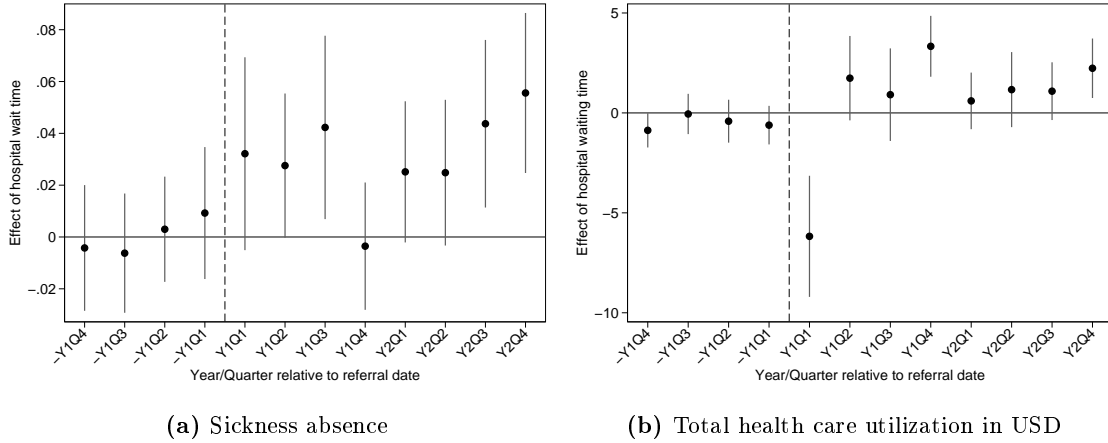 Effect of hospital wait time
.08
.06
.04
.02
0
−.02
−Y1Q4
−Y1Q3
−Y1Q2
−Y1Q1
Y1Q1
Y1Q2
Y1Q3
Y1Q4
Y2Q1
Y2Q2
Y2Q3
Y2Q4
Year/Quarter relative to referral date
(a) Sickness absence
Effect of hospital waiting time
5
0
−5
−10
−Y1Q4
−Y1Q3
−Y1Q2
−Y1Q1
Y1Q1
Y1Q2
Y1Q3
Y1Q4
Y2Q1
Y2Q2
Y2Q3
Y2Q4
Year/Quarter relative to referral date
(b) Total health care utilization in USD